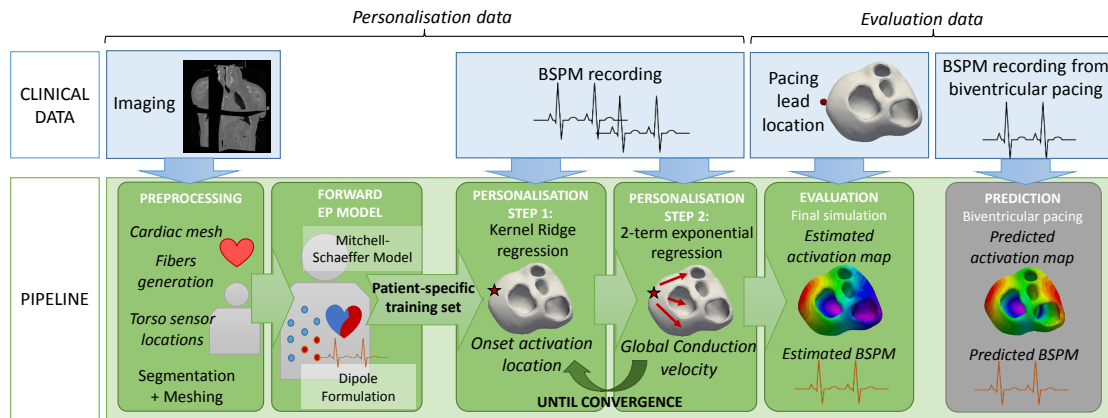 Personalisation data
Evaluation data
CLINICAL
DATA
Imaging
BSPM recording
Pacing
lead
location
BSPM recording from
biventricular pacing
PIPELINE
PREPROCESSING
Cardiac mesh
Fibers
generation
Torso sensor
locations
Segmentation
+ Meshing
FORWARD
EP MODEL
Mitchell-
Schaeffer Model
Dipole
Formulation
Patient-specific
training set
PERSONALISATION
STEP 1:
Kernel Ridge
regression
Onset activation
location
PERSONALISATION
STEP 2:
2-term exponential
regression
Global Conduction
velocity
UNTIL CONVERGENCE
EVALUATION
Final simulation
Estimated
activation map
Estimated BSPM
PREDICTION
Biventricular pacing
Predicted
activation map
Predicted BSPM